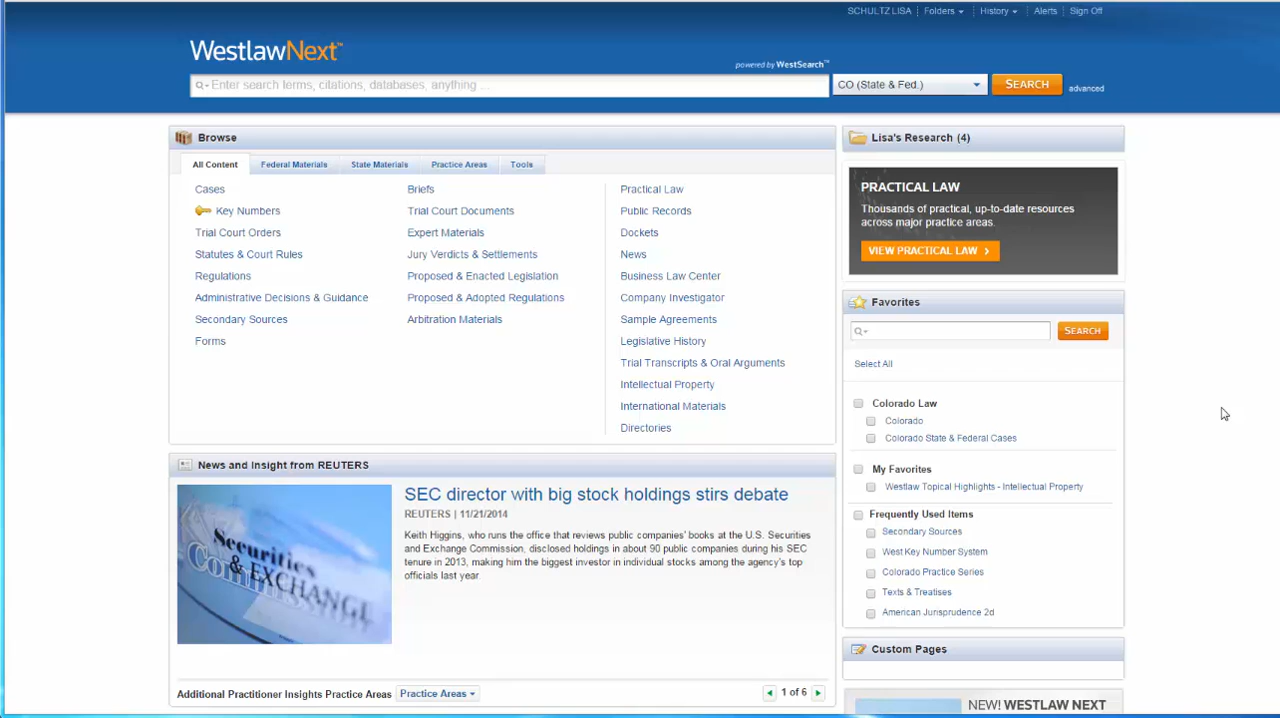 SCHULTZ LISA Folders History Alerts Sign Off
WestlawNext™
powered by WestSearch™
Enter search terms, citations, databases, anything ...
CO (State & Fed.)
SEARCH
advanced
Browse
All Content Federal Materials State Materials Practice Areas Tools
Cases
Key Numbers
Trial Court Orders
Statutes & Court Rules
Regulations
Administrative Decisions & Guidance
Secondary Sources
Forms
Briefs
Trial Court Documents
Expert Materials
Jury Verdicts & Settlements
Proposed & Enacted Legislation
Proposed & Adopted Regulations
Arbitration Materials
Practical Law
Public Records
Dockets
News
Business Law Center
Company Investigator
Sample Agreements
Legislative History
Trial Transcripts & Oral Arguments
Intellectual Property
International Materials
Directories
News and Insight from REUTERS
Securities
& EXCHANGE
SEC director with big stock holdings stirs debate
REUTERS | 11/21/2014
Keith Higgins, who runs the office that reviews public companies' books at the U.S. Securities
and Exchange Commission, disclosed holdings in about 90 public companies during his SEC
tenure in 2013, making him the biggest investor in individual stocks among the agency's top
officials last year.
Additional Practitioner Insights Practice Areas Practice Areas
1 of 6
Lisa's Research (4)
PRACTICAL LAW
Thousands of practical, up-to-date resources
across major practice areas.
VIEW PRACTICAL LAW
Favorites
SEARCH
Select All
Colorado Law
Colorado
Colorado State & Federal Cases
My Favorites
Westlaw Topical Highlights - Intellectual Property
Frequently Used Items
Secondary Sources
West Key Number System
Colorado Practice Series
Texts & Treatises
American Jurisprudence 2d
Custom Pages
NEW! WESTLAW NEXT